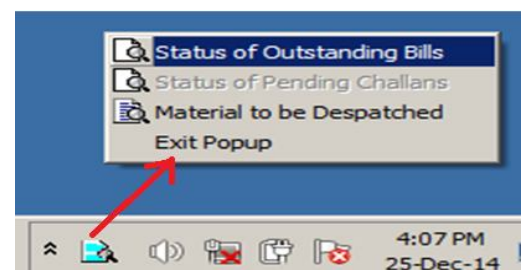 Status of Outstanding Bills
Status of Pending Challans
Material to be Despatched
Exit Popup
4:07 PM
25-Dec-14